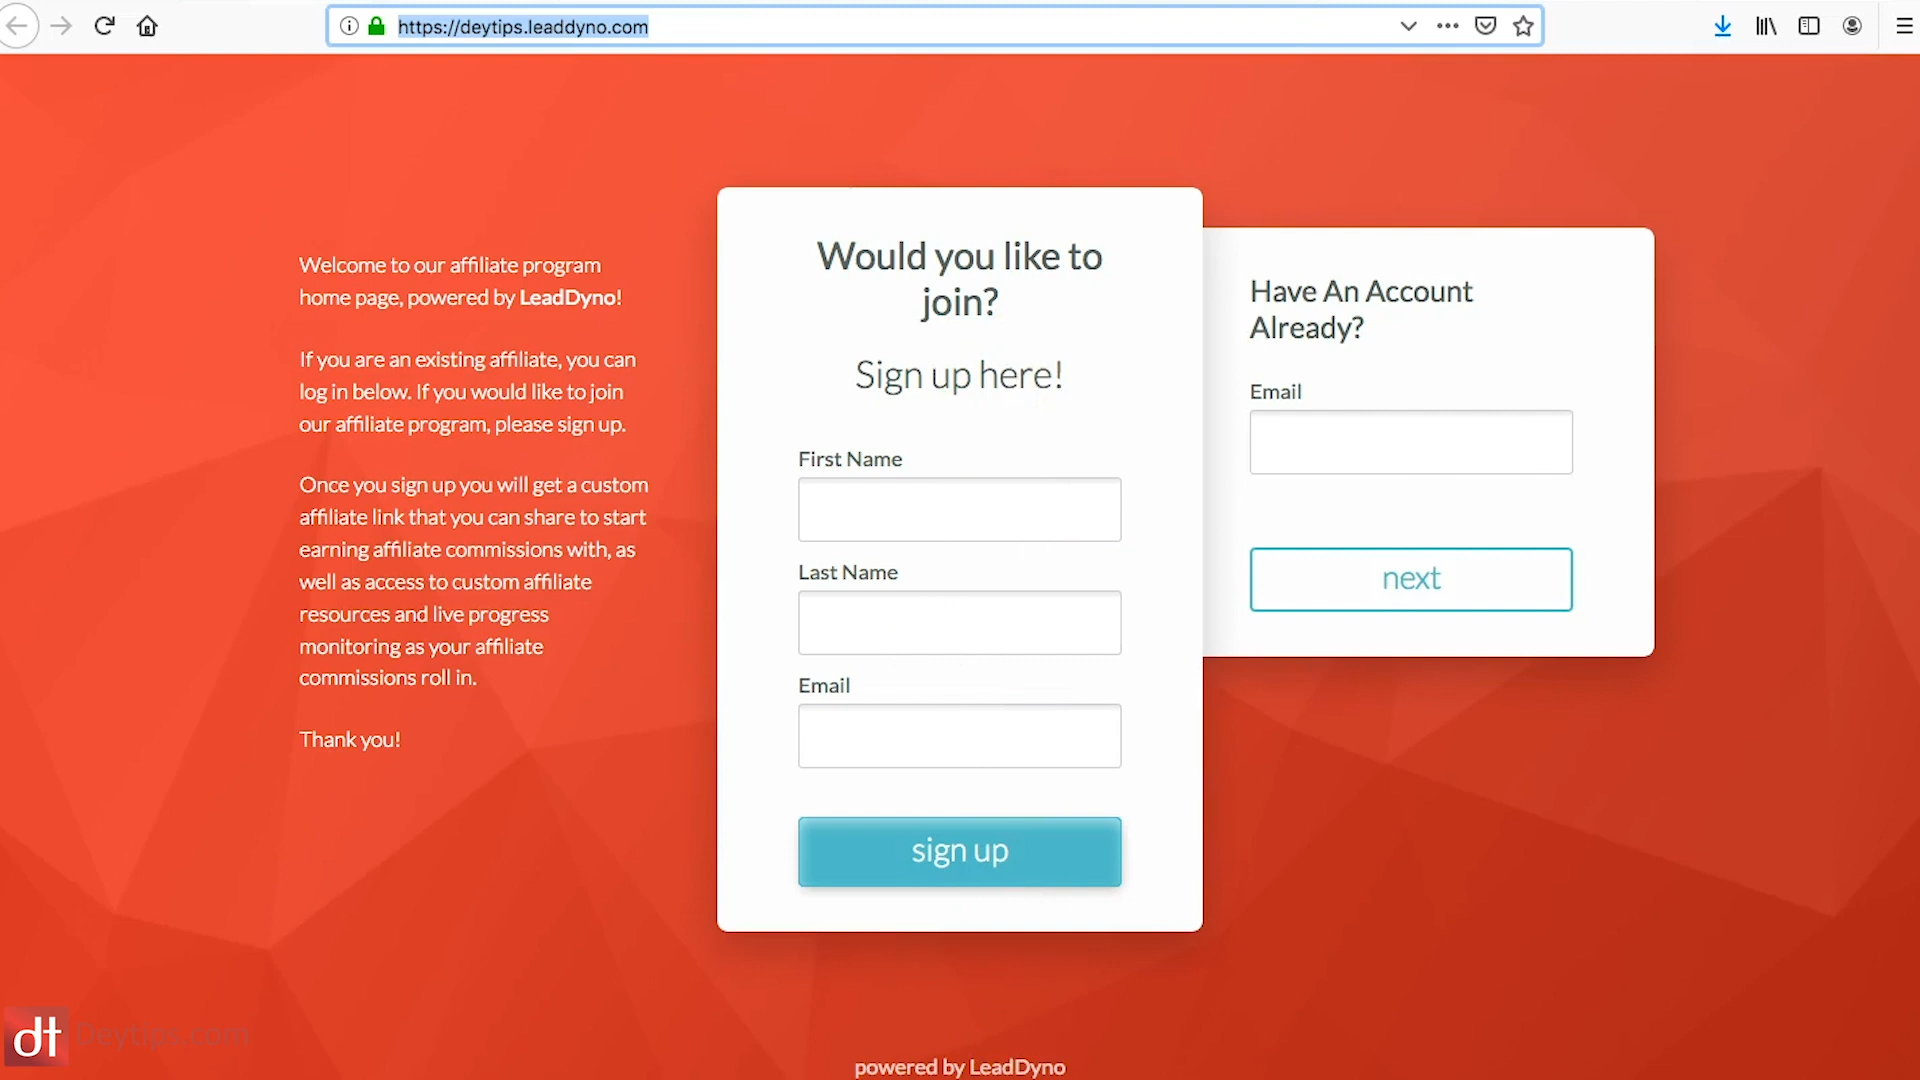 https://deytips.leaddyno.com
Welcome to our affiliate program
home page, powered by LeadDyno!
If you are an existing affiliate, you can
log in below. If you would like to join
our affiliate program, please sign up.
Once you sign up you will get a custom
affiliate link that you can share to start
earning affiliate commissions with, as
well as access to custom affiliate
resources and live progress
monitoring as your affiliate
commissions roll in.
Thank you!
Would you like to
join?
Sign up here!
First Name
Last Name
Email
sign up
Have An Account
Already?
Email
next
dt Deytips.com
powered by LeadDyno